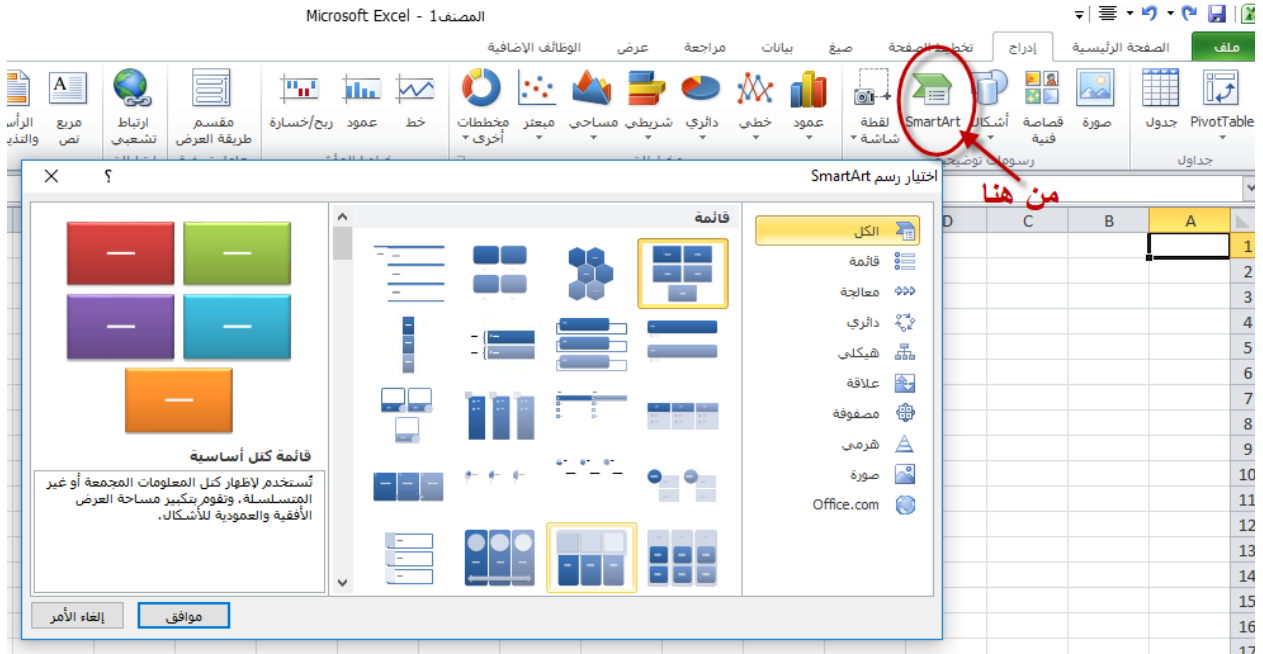 المصنف1 - Microsoft Excel
ملف
الصفحة الرئيسية
إدراج
تخطيط الصفحة
صيغ
بيانات
مراجعة
عرض
الوظائف الإضافية
PivotTable
جدول
صورة
قصاصة فنية
أشكال
SmartArt
لقطة شاشة
عمود
خطي
دائري
شريطي
مساحي
مبعثر
مخططات أخرى
خط
عمود
ربح/خسارة
مقسم طريقة العرض
ارتباط تشعبي
مربع نص
جداول
رسومات توضيحية
من هنا
اختيار رسم SmartArt
؟
الكل
قائمة
معالجة
دائري
هيكلي
علاقة
مصفوفة
هرمي
صورة
Office.com
قائمة
قائمة كتل أساسية
تُستخدم لإظهار كتل المعلومات المجمعة أو غير
المتسلسلة. وتقوم بتكبير مساحة العرض
الأفقية والعمودية للأشكال.
موافق
إلغاء الأمر
A
B
C
D
1
2
3
4
5
6
7
8
9
10
11
12
13
14
15
16
17